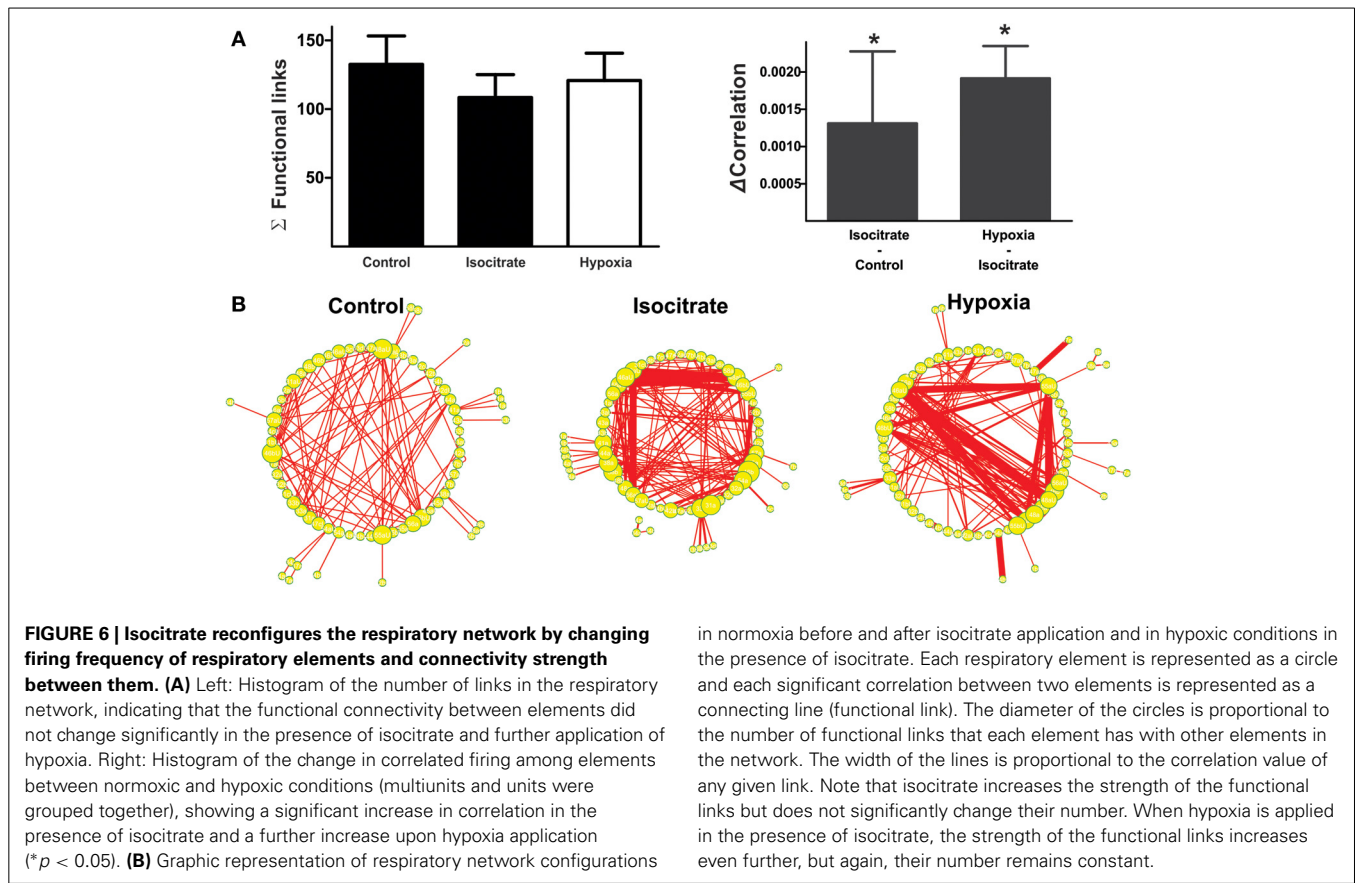 A
Σ Functional links
150
100
50
Control
Isocitrate
Hypoxia
ΔCorrelation
0.0020
0.0015
0.0010
0.0005
*
*
Isocitrate
-
Control
Hypoxia
-
Isocitrate
B
Control
Isocitrate
Hypoxia
FIGURE 6 | Isocitrate reconfigures the respiratory network by changing
firing frequency of respiratory elements and connectivity strength
between them. (A) Left: Histogram of the number of links in the respiratory
network, indicating that the functional connectivity between elements did
not change significantly in the presence of isocitrate and further application of
hypoxia. Right: Histogram of the change in correlated firing among elements
between normoxic and hypoxic conditions (multiunits and units were
grouped together), showing a significant increase in correlation in the
presence of isocitrate and a further increase upon hypoxia application
(*p < 0.05). (B) Graphic representation of respiratory network configurations
in normoxia before and after isocitrate application and in hypoxic conditions in
the presence of isocitrate. Each respiratory element is represented as a circle
and each significant correlation between two elements is represented as a
connecting line (functional link). The diameter of the circles is proportional to
the number of functional links that each element has with other elements in
the network. The width of the lines is proportional to the correlation value of
any given link. Note that isocitrate increases the strength of the functional
links but does not significantly change their number. When hypoxia is applied
in the presence of isocitrate, the strength of the functional links increases
even further, but again, their number remains constant.